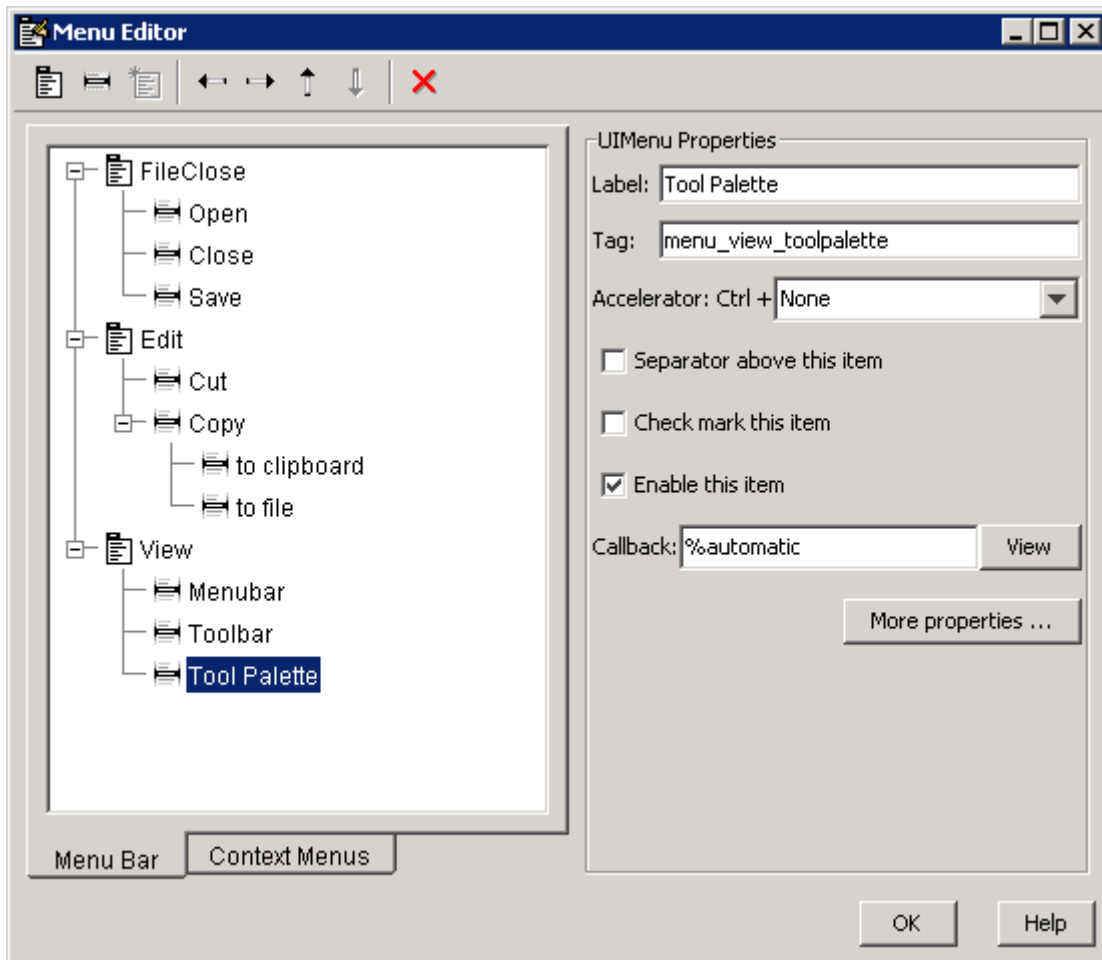 Menu Editor
FileClose
Open
Close
Save
Edit
Cut
Copy
to clipboard
to file
View
Menubar
Toolbar
Tool Palette
Menu Bar
Context Menus
UIMenu Properties
Label: Tool Palette
Tag: menu_view_toolpalette
Accelerator: Ctrl + None
Separator above this item
Check mark this item
Enable this item
Callback: %automatic View
More properties ...
OK Help